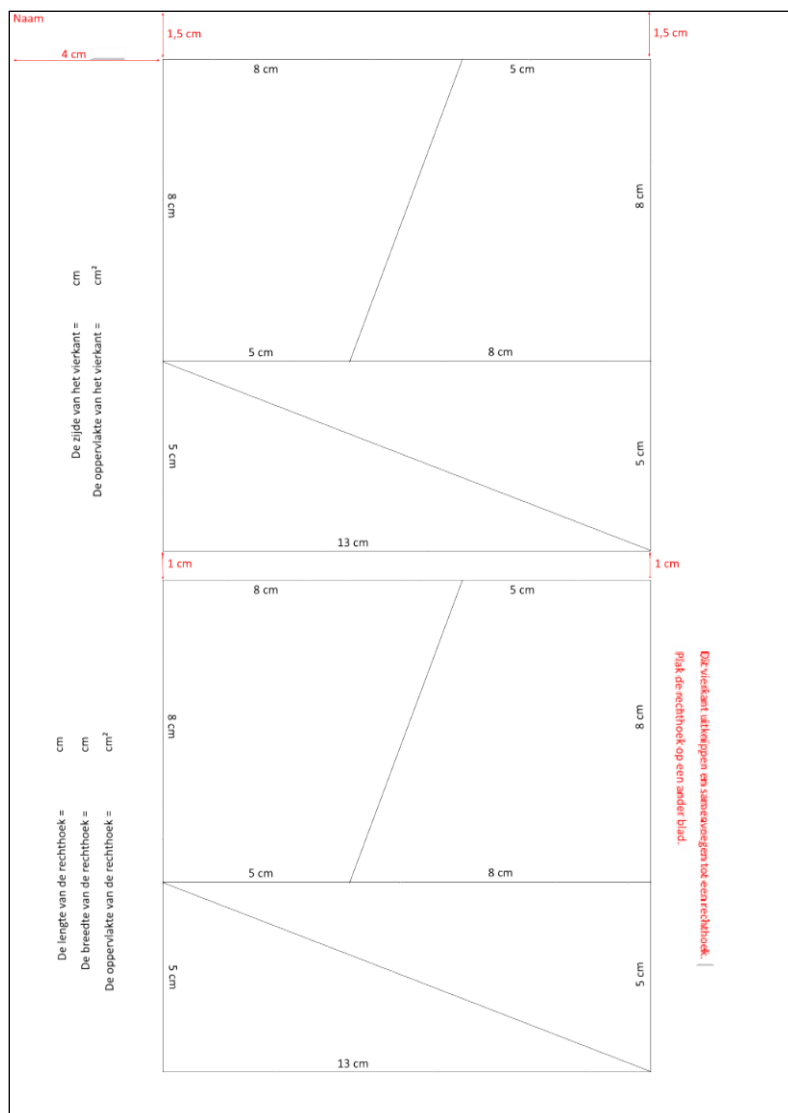 Naam
1,5 cm
1,5 cm
4 cm
8 cm
5 cm
8 cm
8 cm
De zijde van het vierkant = cm
De oppervlakte van het vierkant = cm²
5 cm
8 cm
5 cm
5 cm
13 cm
1 cm
1 cm
8 cm
5 cm
8 cm
8 cm
Dit vierkant uitknippen en samenvoegen tot een rechthoek.
Plak de rechthoek op een ander blad.
De lengte van de rechthoek = cm
De breedte van de rechthoek = cm
De oppervlakte van de rechthoek = cm²
5 cm
8 cm
5 cm
5 cm
13 cm